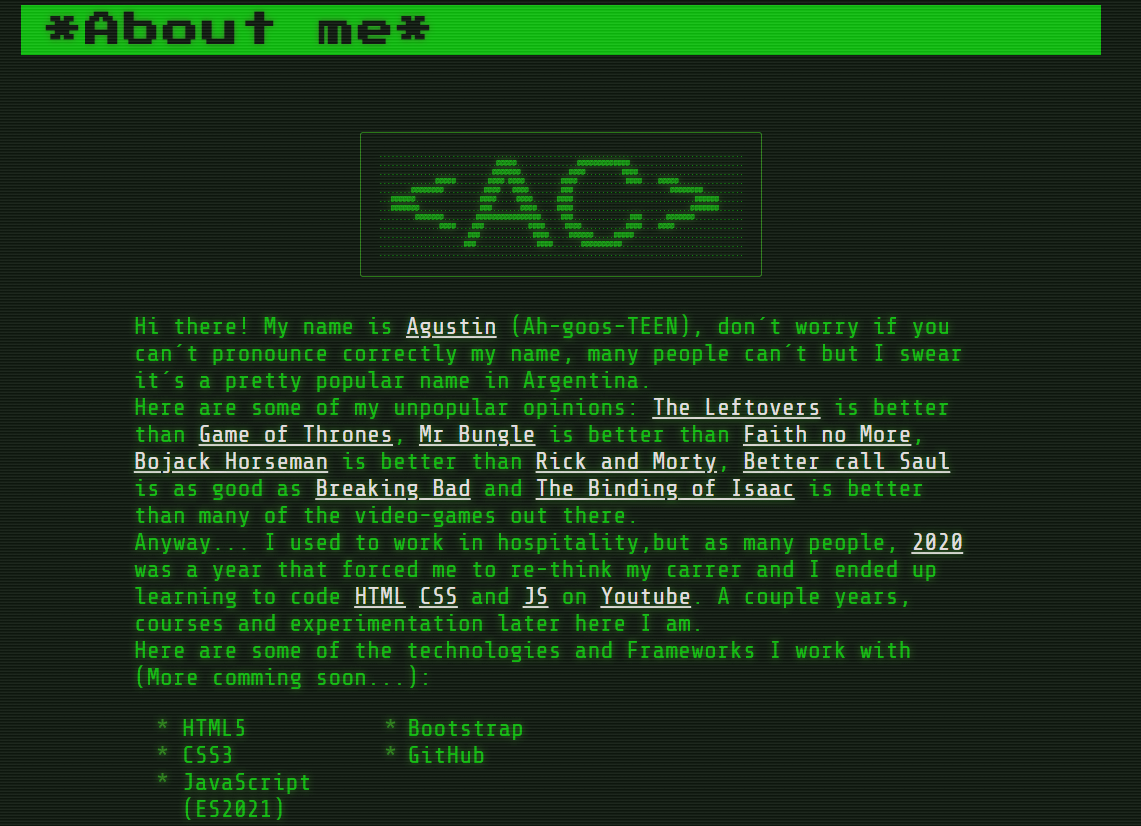 *About me*
<AC>
Hi there! My name is Agustin (Ah-goos-TEEN), don´t worry if you
can´t pronounce correctly my name, many people can´t but I swear
it´s a pretty popular name in Argentina.
Here are some of my unpopular opinions: The Leftovers is better
than Game of Thrones, Mr Bungle is better than Faith no More,
Bojack Horseman is better than Rick and Morty, Better call Saul
is as good as Breaking Bad and The Binding of Isaac is better
than many of the video-games out there.
Anyway... I used to work in hospitality,but as many people, 2020
was a year that forced me to re-think my carrer and I ended up
learning to code HTML CSS and JS on Youtube. A couple years,
courses and experimentation later here I am.
Here are some of the technologies and Frameworks I work with
(More comming soon...):
* HTML5
* CSS3
* JavaScript
(ES2021)
* Bootstrap
* GitHub